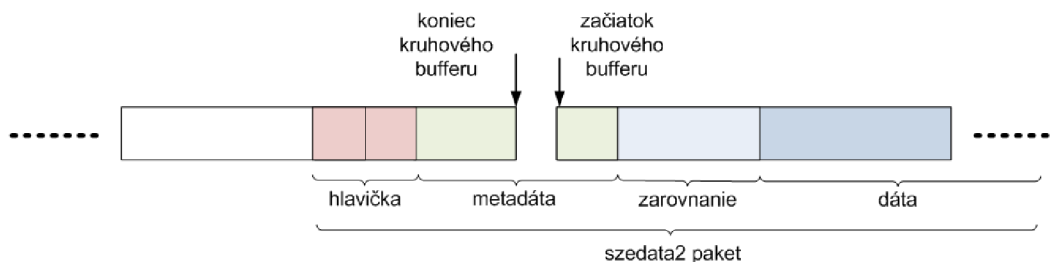 koniec
kruhového
bufferu
začiatok
kruhového
bufferu
hlavička
metadáta
zarovnanie
dáta
szedata2 paket